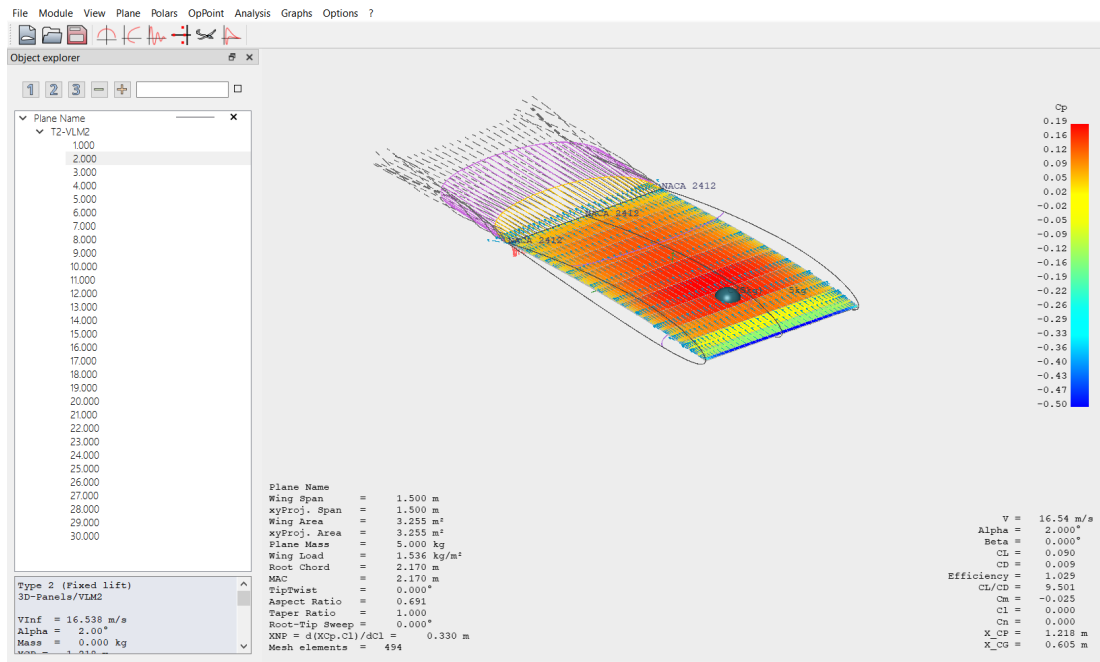 File Module View Plane Polars OpPoint Analysis Graphs Options ?
Object explorer
1 2 3
Plane Name
T2-VLM2
1.000
2.000
3.000
4.000
5.000
6.000
7.000
8.000
9.000
10.000
11.000
12.000
13.000
14.000
15.000
16.000
17.000
18.000
19.000
20.000
21.000
22.000
23.000
24.000
25.000
26.000
27.000
28.000
29.000
30.000
Type 2 (Fixed lift)
3D-Panels/VLM2
VInf = 16.538 m/s
Alpha = 2.00°
Mass = 0.000 kg
NACA 2412
NACA 2412
NACA 2412
5kg
Cp
0.19
0.16
0.12
0.09
0.05
0.02
-0.02
-0.05
-0.09
-0.12
-0.16
-0.19
-0.22
-0.26
-0.29
-0.33
-0.36
-0.40
-0.43
-0.47
-0.50
Plane Name
Wing Span = 1.500 m
xyProj. Span = 1.500 m
Wing Area = 3.255 m²
xyProj. Area = 3.255 m²
Plane Mass = 5.000 kg
Wing Load = 1.536 kg/m²
Root Chord = 2.170 m
MAC = 2.170 m
TipTwist = 0.000°
Aspect Ratio = 0.691
Taper Ratio = 1.000
Root-Tip Sweep = 0.000°
XNP = d(XCp.Cl)/dCl = 0.330 m
Mesh elements = 494
V = 16.54 m/s
Alpha = 2.000°
Beta = 0.000°
CL = 0.090
CD = 0.009
Efficiency = 1.029
CL/CD = 9.501
Cm = -0.025
Cl = 0.000
Cn = 0.000
X_CP = 1.218 m
X_CG = 0.605 m